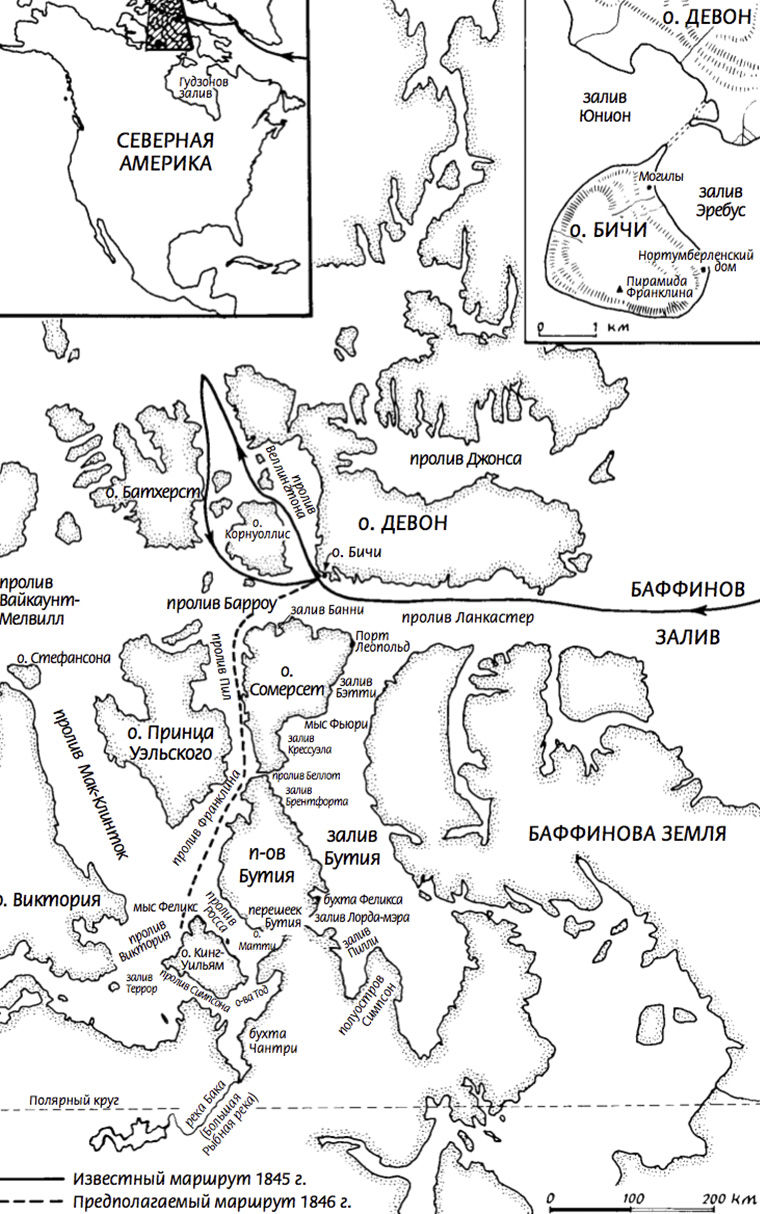 Гудзонов
залив
СЕВЕРНАЯ
АМЕРИКА
о. ДЕВОН
залив
Юнион
Могилы
залив
Эребус
о. БИЧИ
Нортумберленский
дом
Пирамида
Франклина
0 1 км
пролив Джонса
пролив
Веллингтона
о. Батхерст
о.
Корнуоллис
о. ДЕВОН
о. Бичи
пролив
Вайкаунт-
Мелвилл
пролив Барроу
залив Банни
БАФФИНОВ
ЗАЛИВ
пролив Ланкастер
Порт
Леопольд
о. Стефансона
пролив Пил
о.
Сомерсет
залив
Бэтти
мыс Фьюри
залив
Крессуэла
о. Принца
Уэльского
пролив Мак-Клинток
пролив Беллот
залив
Брентфорта
пролив Франклина
залив
Бутия
БАФФИНОВА ЗЕМЛЯ
п-ов
Бутия
о. Виктория
мыс Феликс
пролив
Росса
перешеек
Бутия
бухта Феликса
залив Лорда-мэра
пролив
Виктория
о.
Матти
залив
Пилли
о. Кинг-
Уильям
залив
Террор
пролив Симпсона
о-ва Тод
полуостров
Симпсон
бухта
Чантри
Полярный круг
река Бака
(Большая
Рыбная река)
Известный маршрут 1845 г.
Предполагаемый маршрут 1846 г.
0 100 200 км